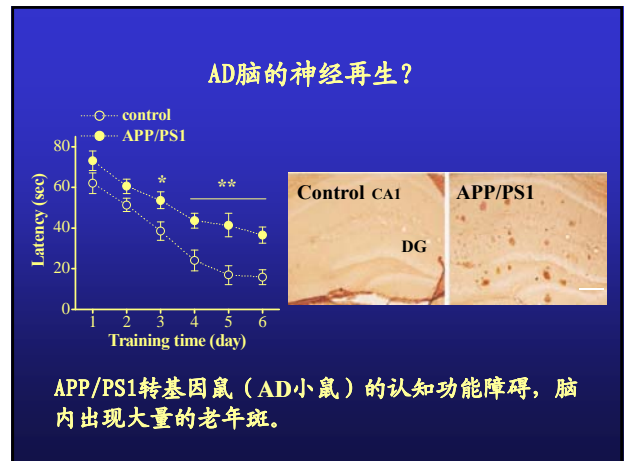 AD脑的神经再生？
control
APP/PS1
80
60
40
20
0
Latency (sec)
*
**
1 2 3 4 5 6
Training time (day)
Control CA1
DG
APP/PS1
APP/PS1转基因鼠（AD小鼠）的认知功能障碍，脑
内出现大量的老年斑。